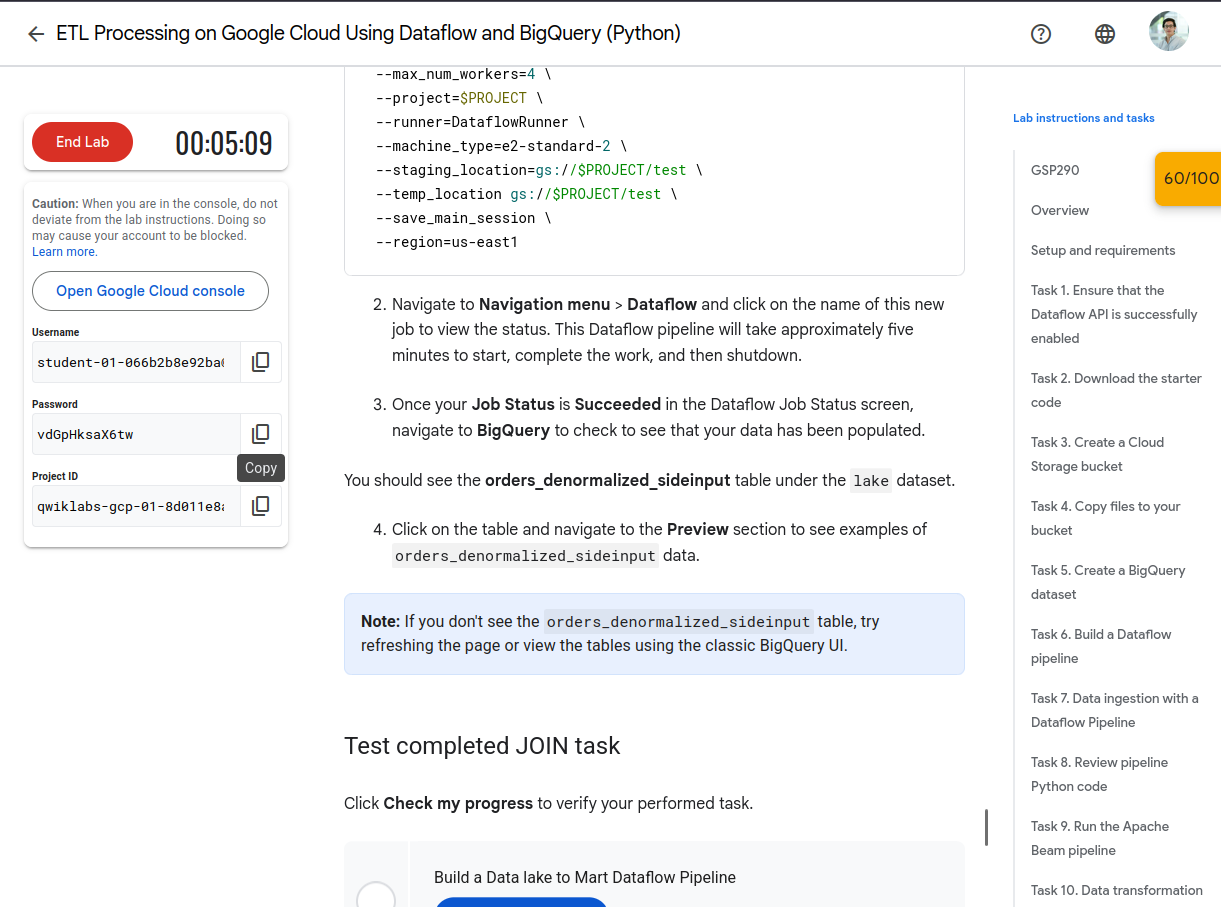 ETL Processing on Google Cloud Using Dataflow and BigQuery (Python)
End Lab
00:05:09
Caution: When you are in the console, do not
deviate from the lab instructions. Doing so
may cause your account to be blocked.
Learn more.
Open Google Cloud console
Username
student-01-066b2b8e92ba
Password
vdGpHksaX6tw
Copy
Project ID
qwiklabs-gcp-01-8d011e8
--max_num_workers=4 \
--project=$PROJECT \
--runner=DataflowRunner \
--machine_type=e2-standard-2 \
--staging_location=gs://$PROJECT/test \
--temp_location gs://$PROJECT/test \
--save_main_session \
--region=us-east1
2. Navigate to Navigation menu > Dataflow and click on the name of this new
job to view the status. This Dataflow pipeline will take approximately five
minutes to start, complete the work, and then shutdown.
3. Once your Job Status is Succeeded in the Dataflow Job Status screen,
navigate to BigQuery to check to see that your data has been populated.
You should see the orders_denormalized_sideinput table under the lake dataset.
4. Click on the table and navigate to the Preview section to see examples of
orders_denormalized_sideinput data.
Note: If you don't see the orders_denormalized_sideinput table, try
refreshing the page or view the tables using the classic BigQuery UI.
Test completed JOIN task
Click Check my progress to verify your performed task.
Build a Data lake to Mart Dataflow Pipeline
Lab instructions and tasks
GSP290
60/100
Overview
Setup and requirements
Task 1. Ensure that the
Dataflow API is successfully
enabled
Task 2. Download the starter
code
Task 3. Create a Cloud
Storage bucket
Task 4. Copy files to your
bucket
Task 5. Create a BigQuery
dataset
Task 6. Build a Dataflow
pipeline
Task 7. Data ingestion with a
Dataflow Pipeline
Task 8. Review pipeline
Python code
Task 9. Run the Apache
Beam pipeline
Task 10. Data transformation